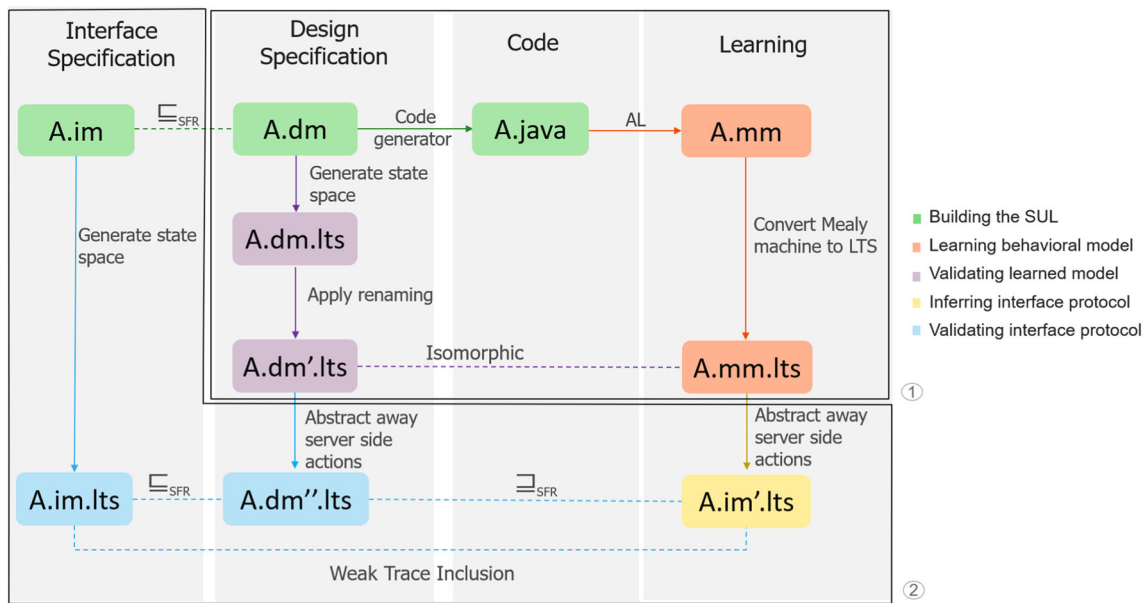 Interface
Specification
Design
Specification
Code
Learning
A.im
⊑SFR
A.dm
Code
generator
A.java
AL
A.mm
Generate state
space
Generate state
space
A.dm.lts
Convert Mealy
machine to LTS
Apply renaming
A.dm’.lts
Isomorphic
A.mm.lts
①
Abstract away
server side
actions
Abstract away
server side
actions
A.im.lts
⊑SFR
A.dm’’.lts
⊒SFR
A.im’.lts
Weak Trace Inclusion
②
Building the SUL
Learning behavioral model
Validating learned model
Inferring interface protocol
Validating interface protocol